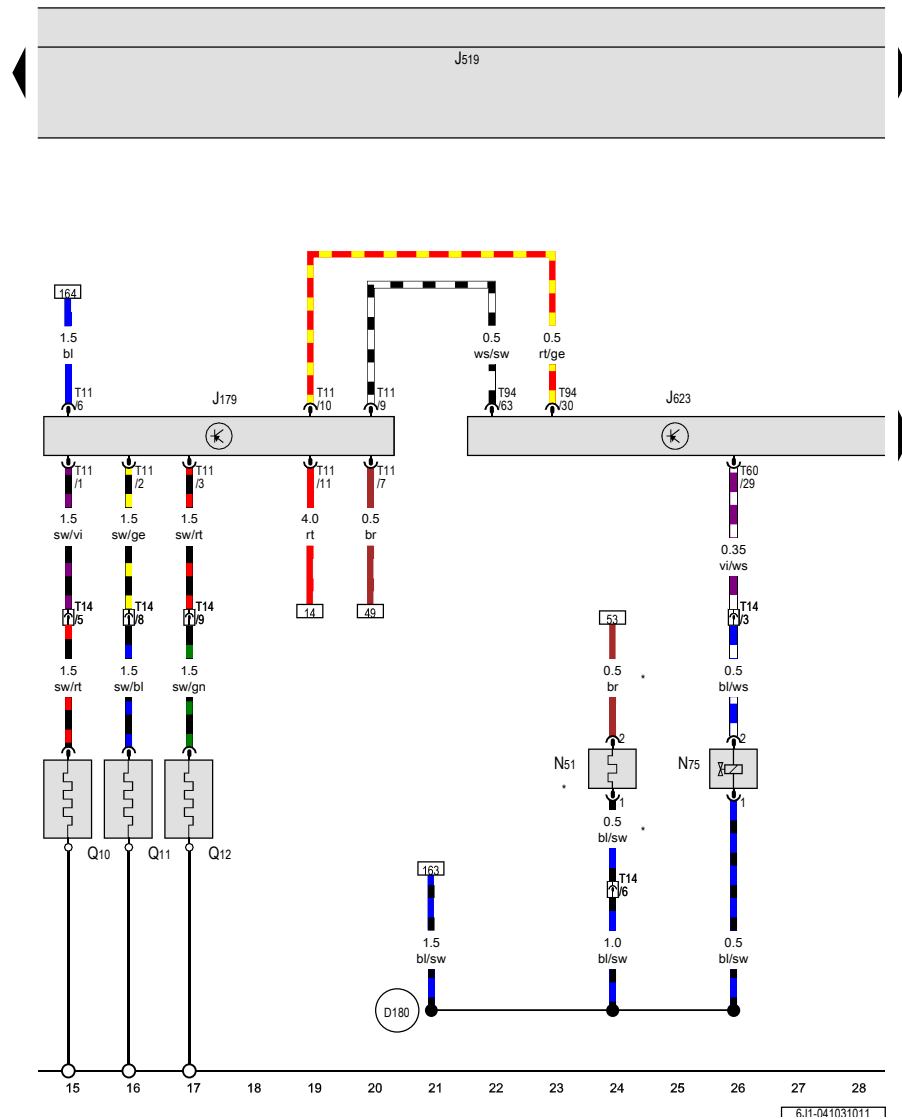 J519
164
1.5
bl
0.5
ws/sw
0.5
rt/ge
T11
/6
J179
T11
/10
T11
/9
T94
/63
T94
/30
J623
T11
/1
T11
/2
T11
/3
T11
/11
T11
/7
T60
/29
1.5
sw/vi
1.5
sw/ge
1.5
sw/rt
4.0
rt
0.5
br
0.35
vi/ws
T14
/5
T14
/8
T14
/9
14
49
53
T14
/3
1.5
sw/rt
1.5
sw/bl
1.5
sw/gn
0.5
br
*
0.5
bl/ws
2
2
N51
*
N75
1
1
0.5
bl/sw
*
Q10
Q11
Q12
163
T14
/6
1.5
bl/sw
1.0
bl/sw
0.5
bl/sw
D180
15 16 17 18 19 20 21 22 23 24 25 26 27 28
6J1-041031011